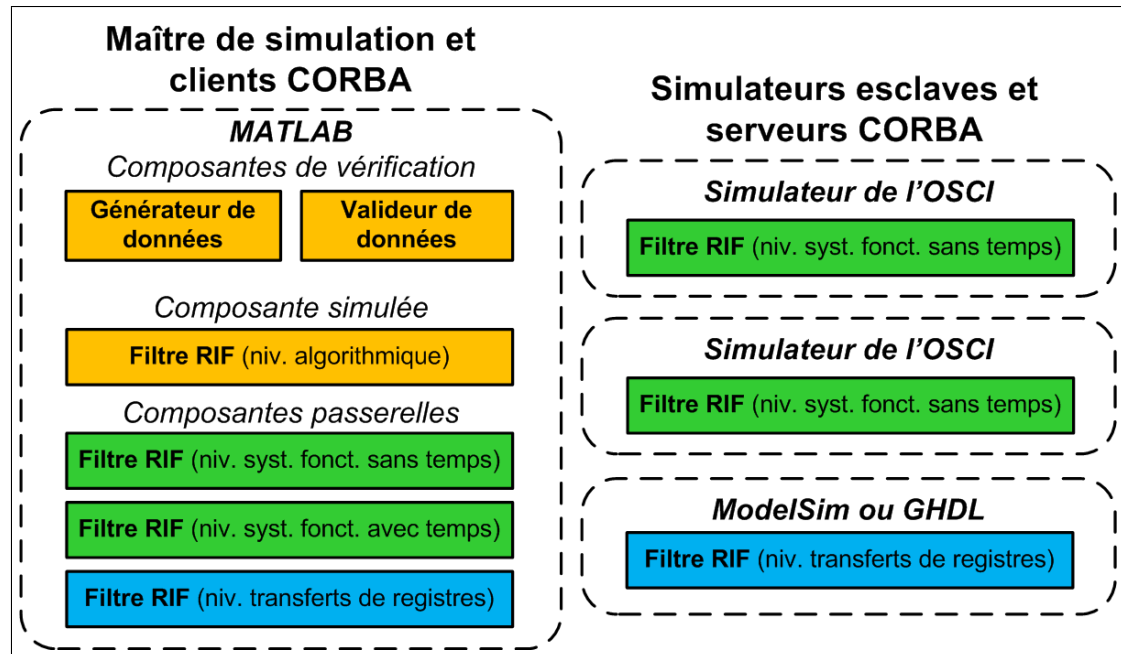 Maître de simulation et
clients CORBA
MATLAB
Composantes de vérification
Générateur de
données
Valideur de
données
Composante simulée
Filtre RIF (niv. algorithmique)
Composantes passerelles
Filtre RIF (niv. syst. fonct. sans temps)
Filtre RIF (niv. syst. fonct. avec temps)
Filtre RIF (niv. transferts de registres)
Simulateurs esclaves et
serveurs CORBA
Simulateur de l'OSCI
Filtre RIF (niv. syst. fonct. sans temps)
Simulateur de l'OSCI
Filtre RIF (niv. syst. fonct. sans temps)
ModelSim ou GHDL
Filtre RIF (niv. transferts de registres)